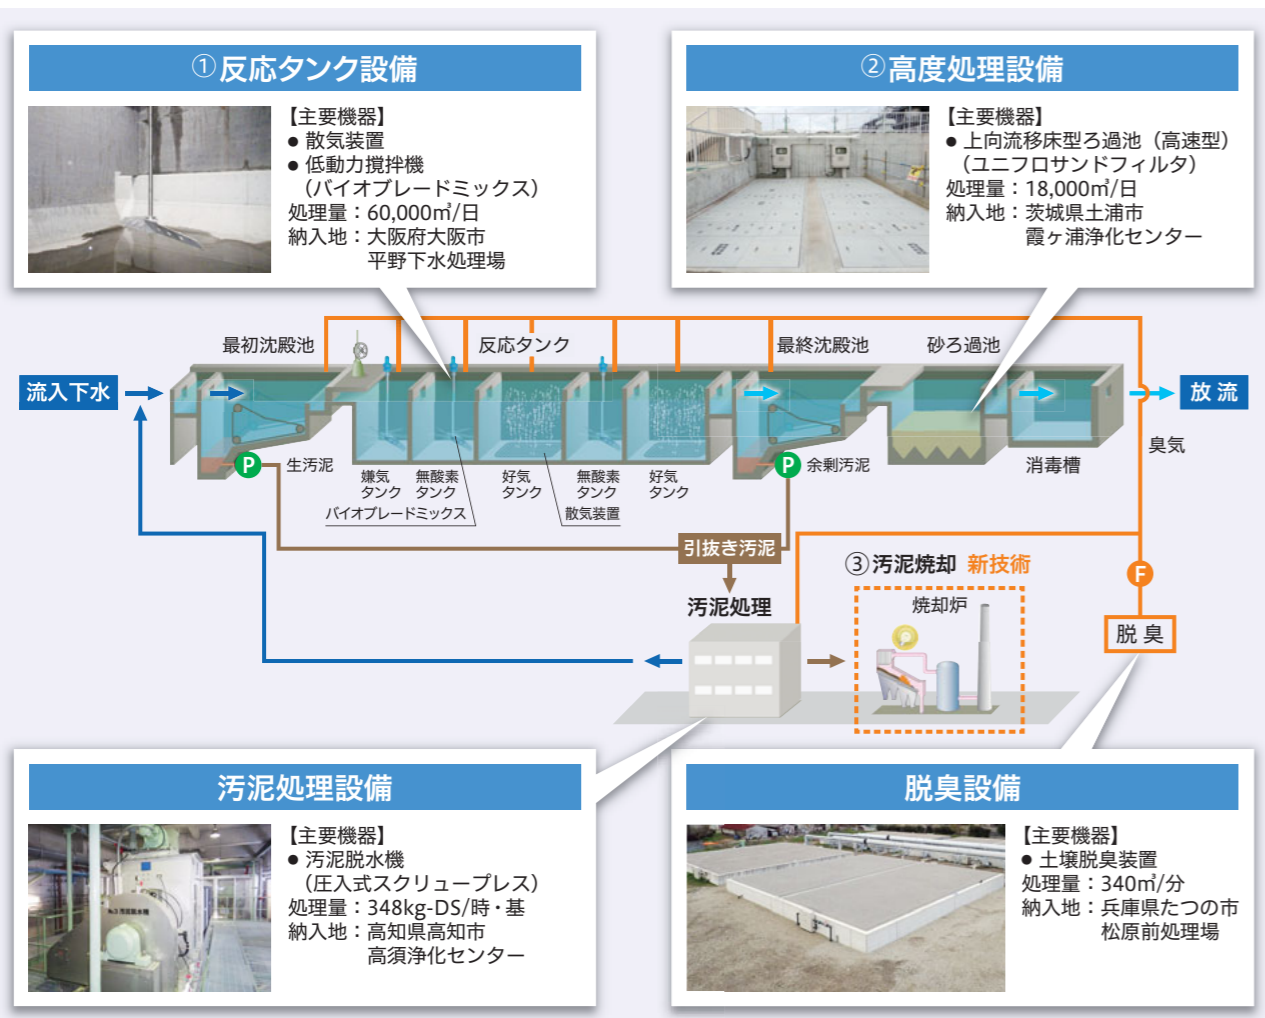 ①反応タンク設備
【主要機器】
● 散気装置
● 低動力撹拌機
（バイオブレードミックス）
処理量：60,000㎥/日
納入地：大阪府大阪市
平野下水処理場
②高度処理設備
【主要機器】
● 上向流移床型ろ過池（高速型）
（ユニフロサンドフィルタ）
処理量：18,000㎥/日
納入地：茨城県土浦市
霞ヶ浦浄化センター
最初沈殿池
反応タンク
最終沈殿池
砂ろ過池
流入下水
放流
臭気
P
生汚泥
嫌気
タンク
無酸素
タンク
好気
タンク
無酸素
タンク
好気
タンク
P
余剰汚泥
消毒槽
バイオブレードミックス
散気装置
引抜き汚泥
③汚泥焼却 新技術
F
汚泥処理
焼却炉
脱臭
汚泥処理設備
【主要機器】
● 汚泥脱水機
（圧入式スクリュープレス）
処理量：348kg-DS/時・基
納入地：高知県高知市
高須浄化センター
No.3 汚泥脱水機
脱臭設備
【主要機器】
● 土壌脱臭装置
処理量：340㎥/分
納入地：兵庫県たつの市
松原前処理場